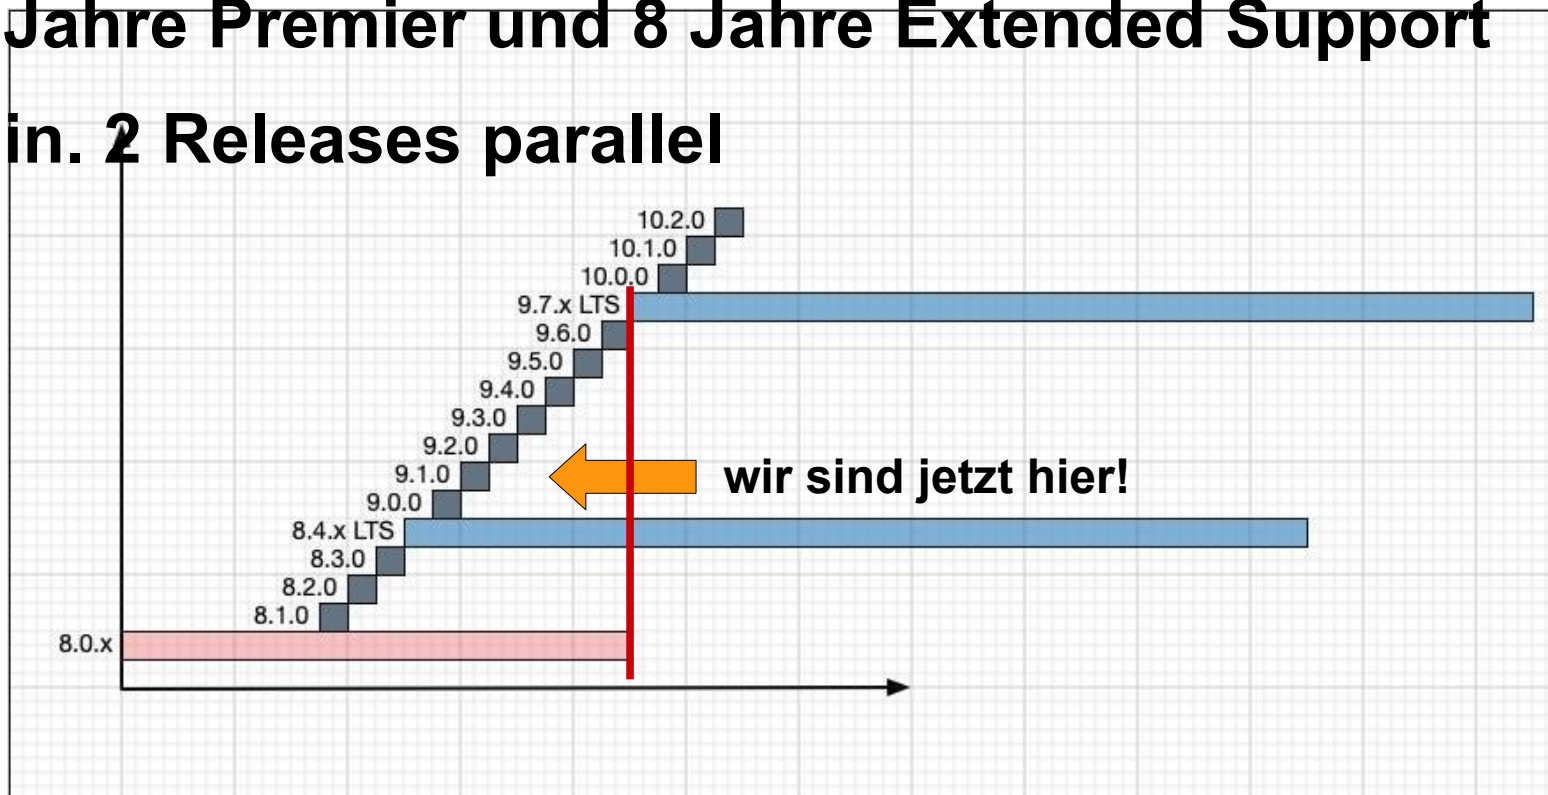 Jahre Premier und 8 Jahre Extended Support
in. 2 Releases parallel
10.2.0
10.1.0
10.0.0
9.7.x LTS
9.6.0
9.5.0
9.4.0
9.3.0
9.2.0
9.1.0
wir sind jetzt hier!
9.0.0
8.4.x LTS
8.3.0
8.2.0
8.1.0
8.0.x